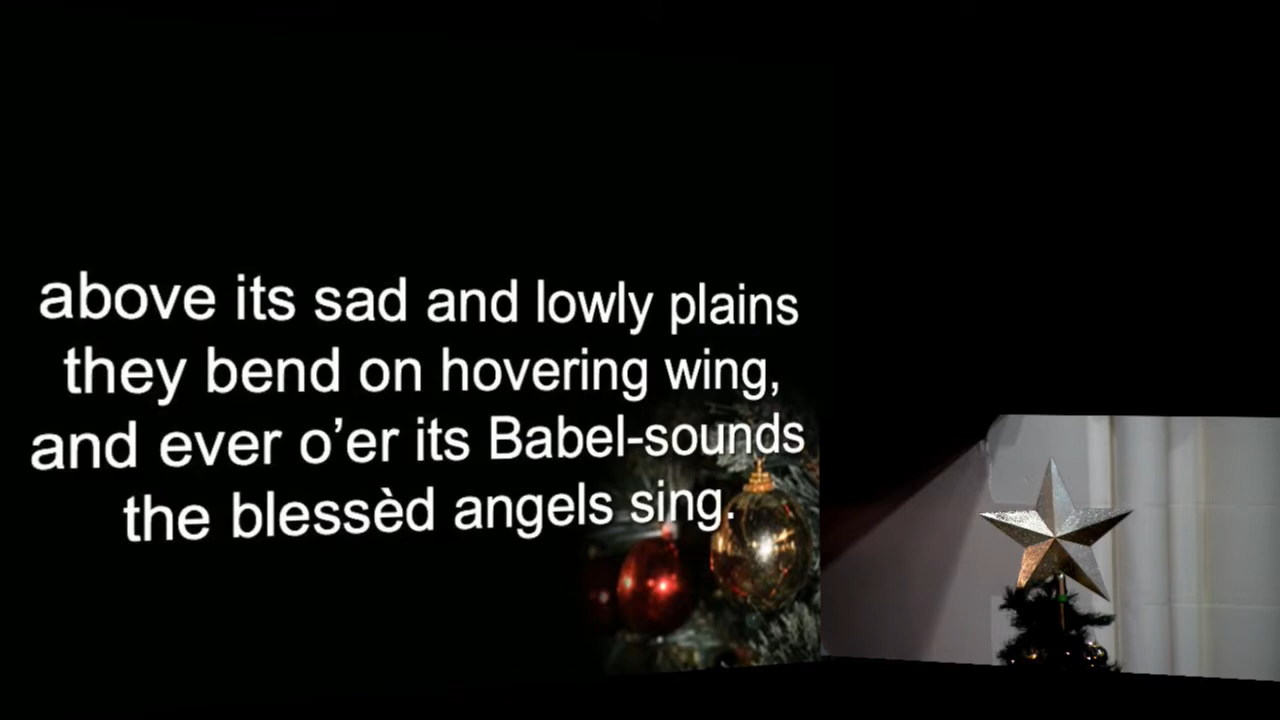 above its sad and lowly plains
they bend on hovering wing,
and ever o’er its Babel-sounds
the blessèd angels sing.